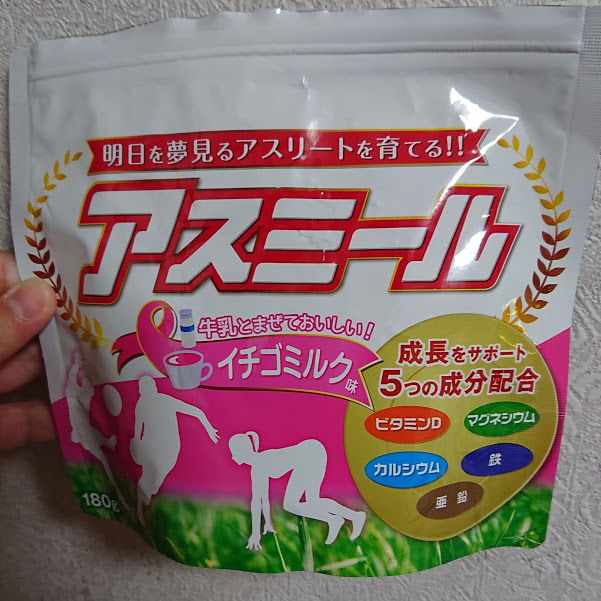 明日を夢見るアスリートを育てる!!
アスミール
牛乳とまぜておいしい!
イチゴミルク味
成長をサポート
5つの成分配合
ビタミンD
マグネシウム
カルシウム
鉄
亜鉛
180g